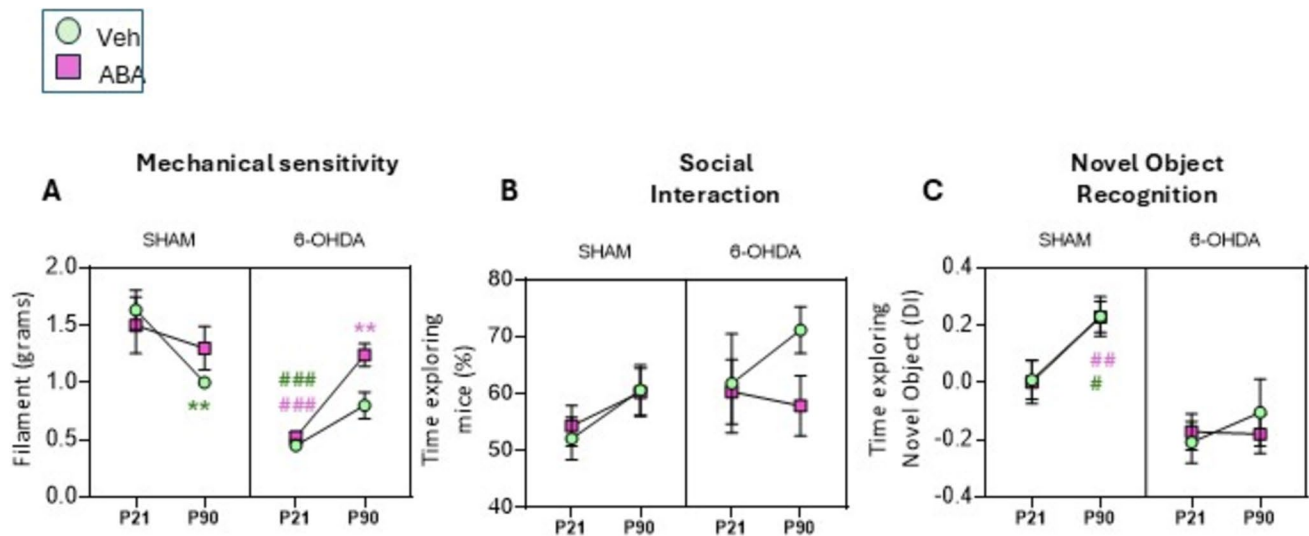 Veh
ABA
Mechanical sensitivity
A
SHAM
6-OHDA
Filament (grams)
2.0
1.5
1.0
0.5
0.0
**
###
###
**
P21
P90
P21
P90
Social
Interaction
B
SHAM
6-OHDA
Time exploring
mice (%)
80
70
60
50
40
P21
P90
P21
P90
Novel Object
Recognition
C
SHAM
6-OHDA
Time exploring
Novel Object (DI)
0.4
0.2
0.0
-0.2
-0.4
##
#
P21
P90
P21
P90